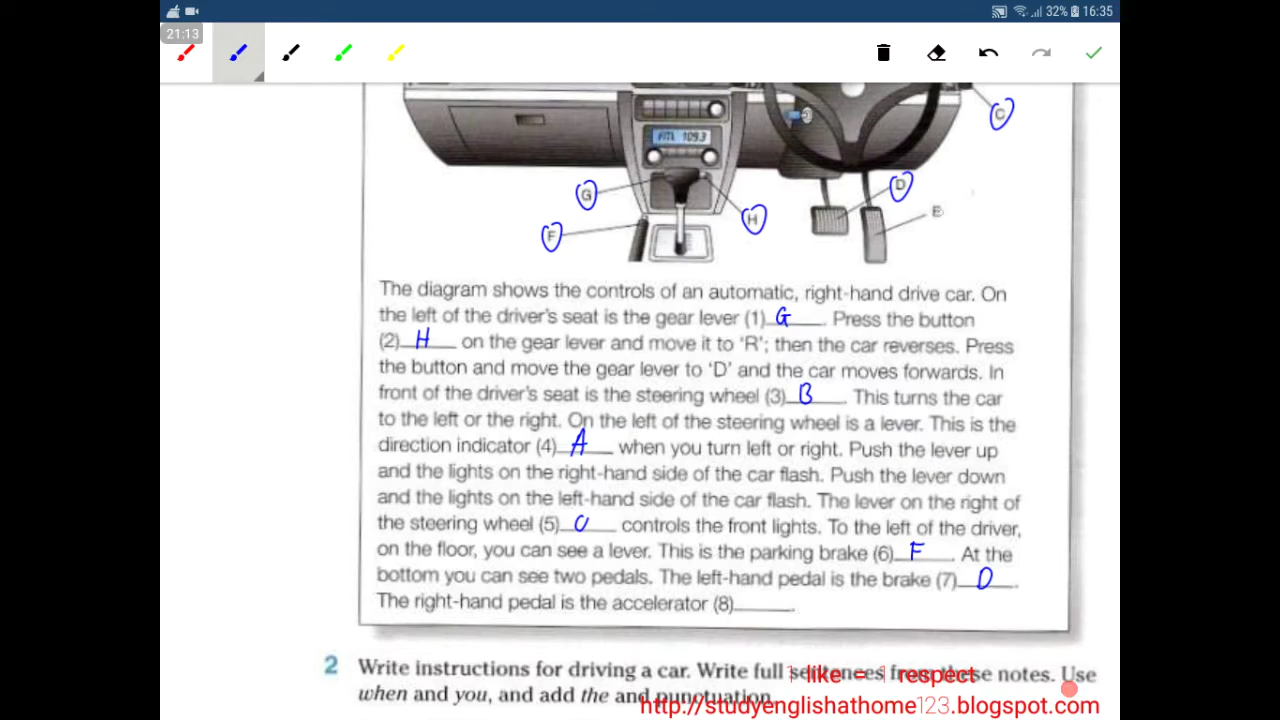 32% 16:35
21:13
C
FM 109.3
G
D
H
E
F
The diagram shows the controls of an automatic, right-hand drive car. On
the left of the driver's seat is the gear lever (1) G. Press the button
(2) H on the gear lever and move it to 'R'; then the car reverses. Press
the button and move the gear lever to 'D' and the car moves forwards. In
front of the driver's seat is the steering wheel (3) B. This turns the car
to the left or the right. On the left of the steering wheel is a lever. This is the
direction indicator (4) A when you turn left or right. Push the lever up
and the lights on the right-hand side of the car flash. Push the lever down
and the lights on the left-hand side of the car flash. The lever on the right of
the steering wheel (5) C controls the front lights. To the left of the driver,
on the floor, you can see a lever. This is the parking brake (6) F. At the
bottom you can see two pedals. The left-hand pedal is the brake (7) D.
The right-hand pedal is the accelerator (8)______.
2 Write instructions for driving a car. Write full sentences from these notes. Use
when and you, and add the and punctuation.
1 like = 1 respect
http://studyenglishathome123.blogspot.com